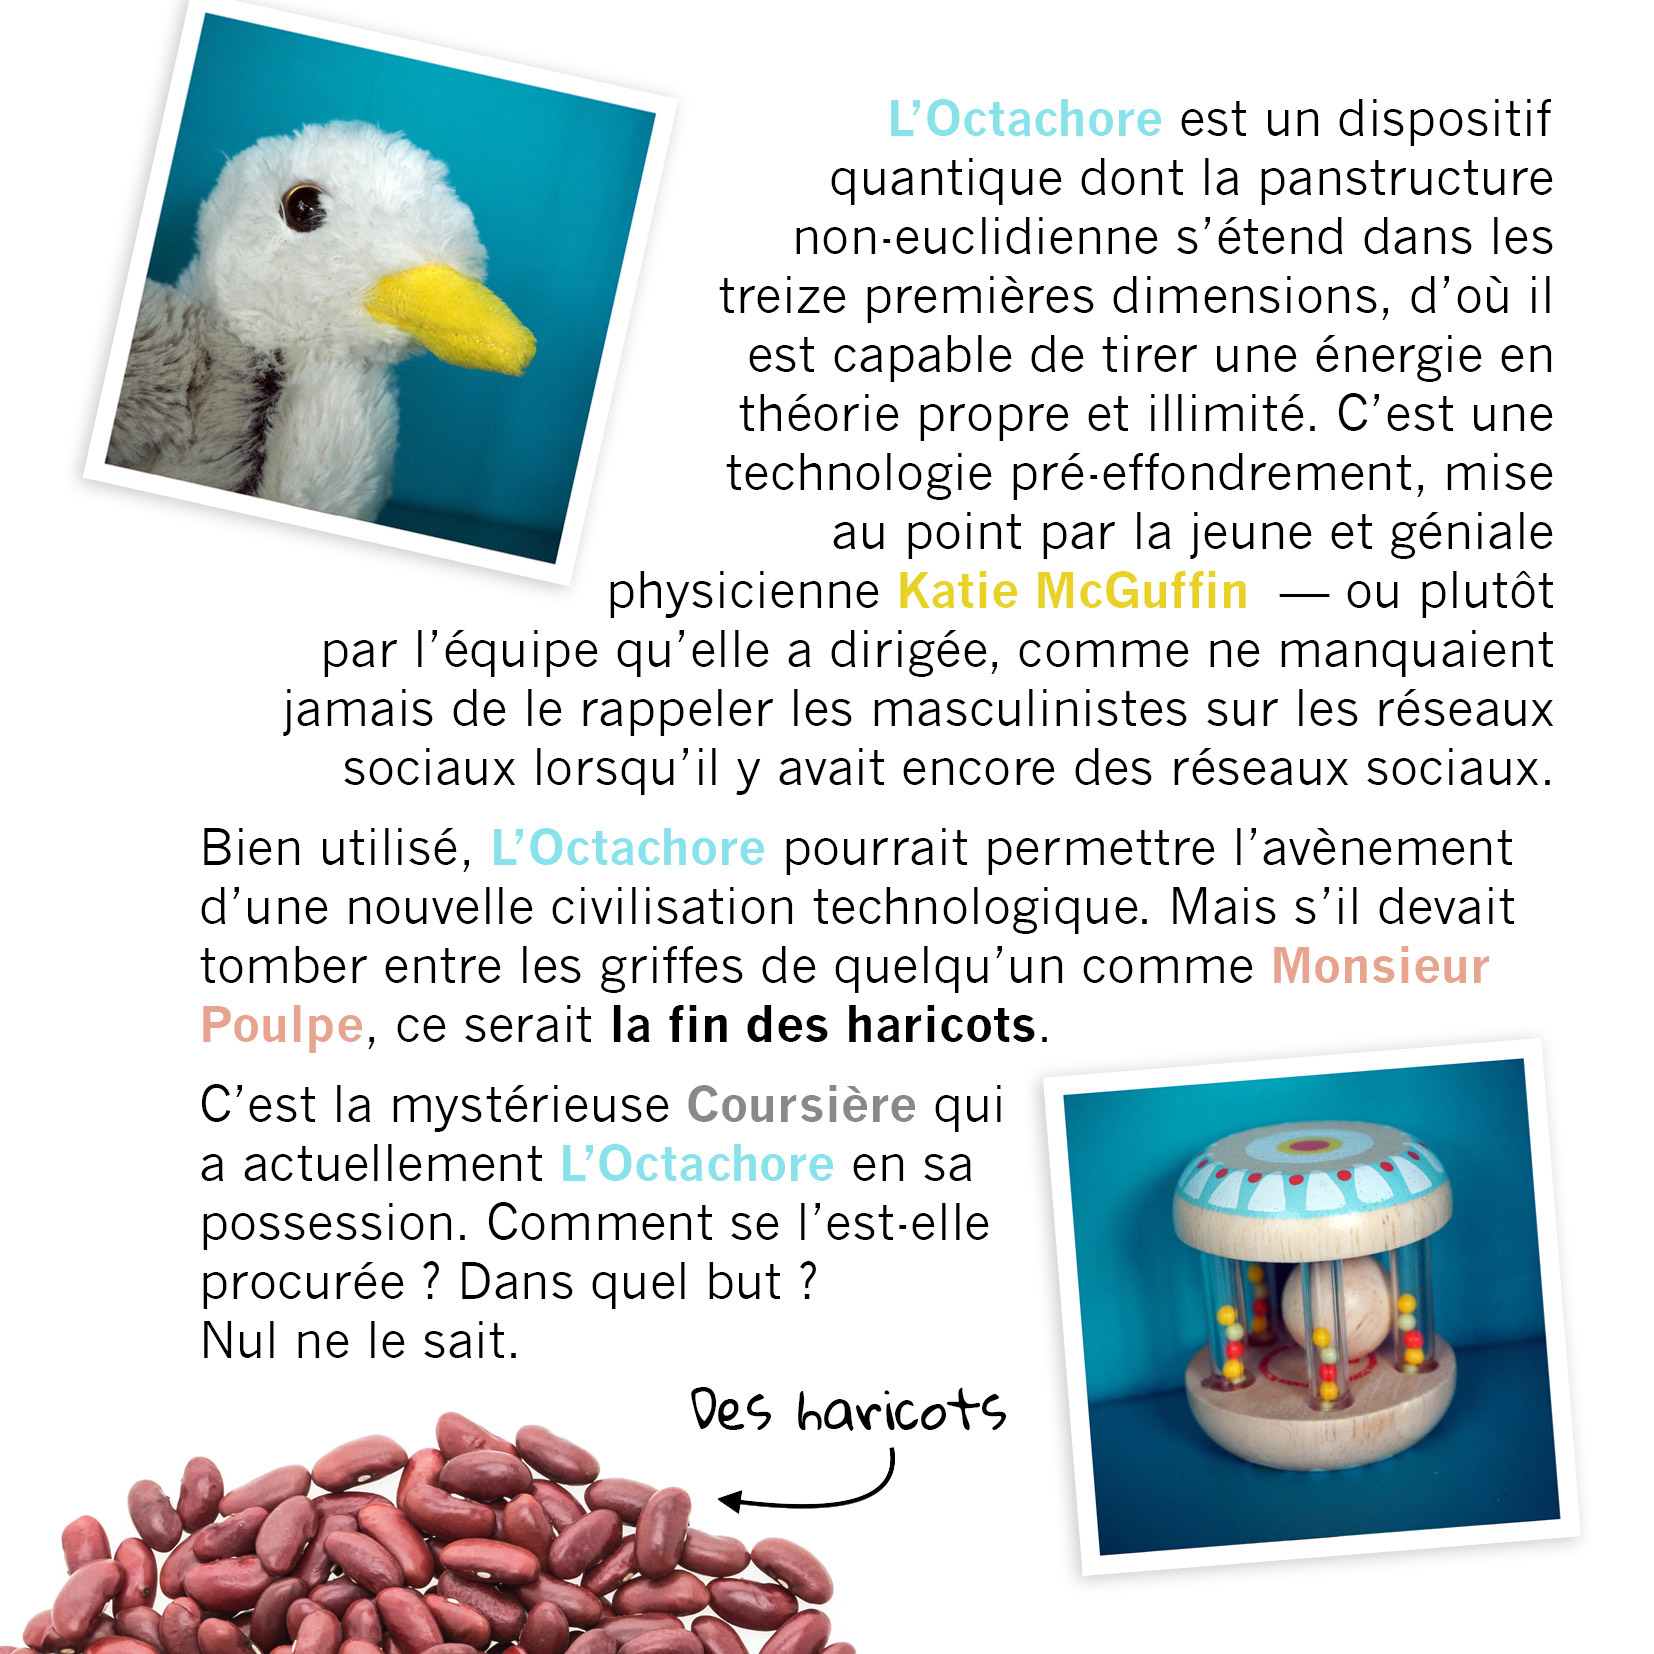 L’Octachore est un dispositif
quantique dont la panstructure
non-euclidienne s’étend dans les
treize premières dimensions, d’où il
est capable de tirer une énergie en
théorie propre et illimité. C’est une
technologie pré-effondrement, mise
au point par la jeune et géniale
physicienne Katie McGuffin — ou plutôt
par l’équipe qu’elle a dirigée, comme ne manquaient
jamais de le rappeler les masculinistes sur les réseaux
sociaux lorsqu’il y avait encore des réseaux sociaux.
Bien utilisé, L’Octachore pourrait permettre l’avènement
d’une nouvelle civilisation technologique. Mais s’il devait
tomber entre les griffes de quelqu’un comme Monsieur
Poulpe, ce serait la fin des haricots.
C’est la mystérieuse Coursière qui
a actuellement L’Octachore en sa
possession. Comment se l’est-elle
procurée ? Dans quel but ?
Nul ne le sait.
Des haricots